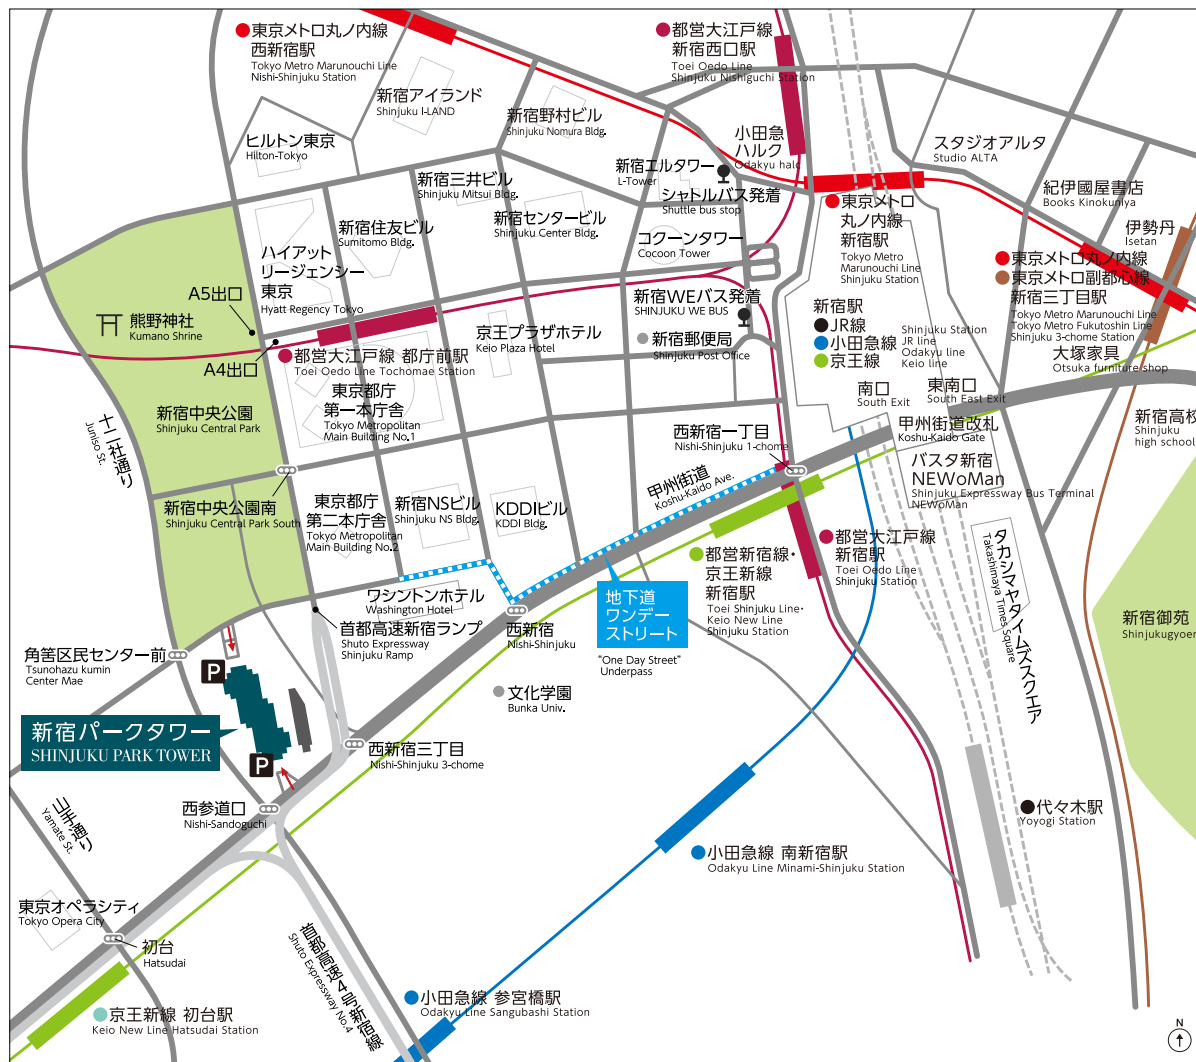 東京メトロ丸ノ内線
西新宿駅
Tokyo Metro Marunouchi Line
Nishi-Shinjuku Station
都営大江戸線
新宿西口駅
Toei Oedo Line
Shinjuku Nishiguchi Station
新宿アイランド
Shinjuku I-LAND
新宿野村ビル
Shinjuku Nomura Bldg.
ヒルトン東京
Hilton-Tokyo
小田急
ハルク
Odakyu halc
スタジオアルタ
Studio ALTA
新宿エルタワー
L-Tower
シャトルバス発着
Shuttle bus stop
新宿三井ビル
Shinjuku Mitsui Bldg.
紀伊國屋書店
Books Kinokuniya
新宿住友ビル
Sumitomo Bldg.
新宿センタービル
Shinjuku Center Bldg.
コクーンタワー
Cocoon Tower
東京メトロ
丸ノ内線
新宿駅
Tokyo Metro
Marunouchi Line
Shinjuku Station
伊勢丹
Isetan
東京メトロ丸ノ内線
東京メトロ副都心線
新宿三丁目駅
Tokyo Metro Marunouchi Line
Tokyo Metro Fukutoshin Line
Shinjuku 3-chome Station
ハイアット
リージェンシー
東京
Hyatt Regency Tokyo
A5出口
熊野神社
Kumano Shrine
A4出口
新宿WEバス発着
SHINJUKU WE BUS
新宿駅
JR線
小田急線
京王線
Shinjuku Station
JR line
Odakyu line
Keio line
京王プラザホテル
Keio Plaza Hotel
新宿郵便局
Shinjuku Post Office
都営大江戸線 都庁前駅
Toei Oedo Line Tochomae Station
大塚家具
Otsuka furniture shop
東京都庁
第一本庁舎
Tokyo Metropolitan
Main Building No.1
南口
South Exit
東南口
South East Exit
新宿中央公園
Shinjuku Central Park
十二社通り
Juniso St.
甲州街道改札
Koshu-Kaido Gate
新宿高校
Shinjuku
high school
西新宿一丁目
Nishi-Shinjuku 1-chome
バスタ新宿
NEWoMan
Shinjuku Expressway Bus Terminal
NEWoMan
甲州街道
Koshu-Kaido Ave.
新宿中央公園南
Shinjuku Central Park South
東京都庁
第二本庁舎
Tokyo Metropolitan
Main Building No.2
新宿NSビル
Shinjuku NS Bldg.
KDDIビル
KDDI Bldg.
都営大江戸線
新宿駅
Toei Oedo Line
Shinjuku Station
タカシマヤタイムズスクエア
Takashimaya Times Square
都営新宿線・
京王新線
新宿駅
Toei Shinjuku Line·
Keio New Line
Shinjuku Station
ワシントンホテル
Washington Hotel
地下道
ワンデー
ストリート
"One Day Street"
Underpass
新宿御苑
Shinjukugyoen
首都高速新宿ランプ
Shuto Expressway
Shinjuku Ramp
西新宿
Nishi-Shinjuku
角筈区民センター前
Tsunohazu kumin
Center Mae
P
文化学園
Bunka Univ.
新宿パークタワー
SHINJUKU PARK TOWER
P
西新宿三丁目
Nishi-Shinjuku 3-chome
山手通り
Yamate St.
西参道口
Nishi-Sandoguchi
代々木駅
Yoyogi Station
小田急線 南新宿駅
Odakyu Line Minami-Shinjuku Station
東京オペラシティ
Tokyo Opera City
初台
Hatsudai
首都高速4号新宿線
Shuto Expressway No.4
小田急線 参宮橋駅
Odakyu Line Sangubashi Station
京王新線 初台駅
Keio New Line Hatsudai Station
N